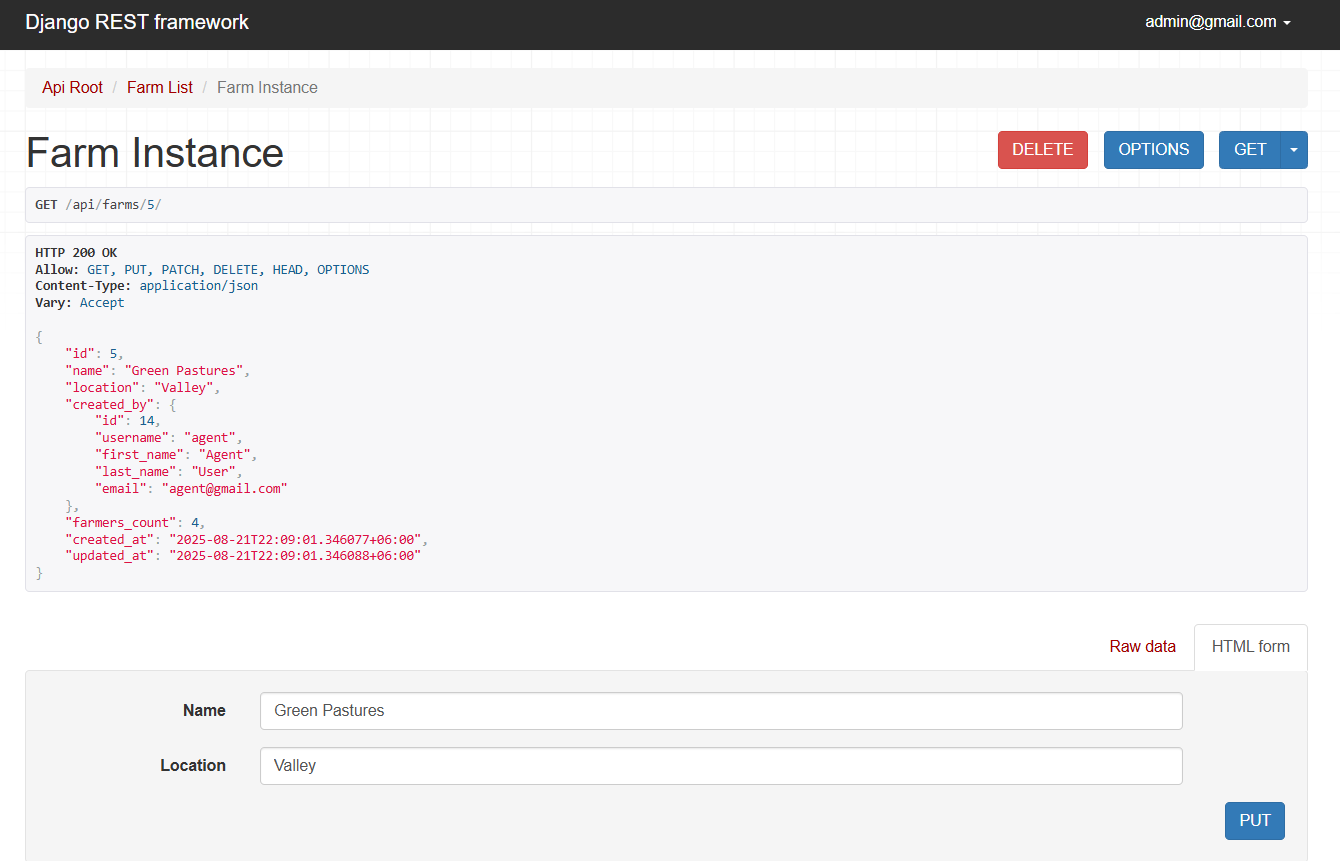 Django REST framework
admin@gmail.com
Api Root / Farm List / Farm Instance
Farm Instance
DELETE
OPTIONS
GET
GET /api/farms/5/
HTTP 200 OK
Allow: GET, PUT, PATCH, DELETE, HEAD, OPTIONS
Content-Type: application/json
Vary: Accept
{
    "id": 5,
    "name": "Green Pastures",
    "location": "Valley",
    "created_by": {
        "id": 14,
        "username": "agent",
        "first_name": "Agent",
        "last_name": "User",
        "email": "agent@gmail.com"
    },
    "farmers_count": 4,
    "created_at": "2025-08-21T22:09:01.346077+06:00",
    "updated_at": "2025-08-21T22:09:01.346088+06:00"
}
Raw data
HTML form
Name
Green Pastures
Location
Valley
PUT